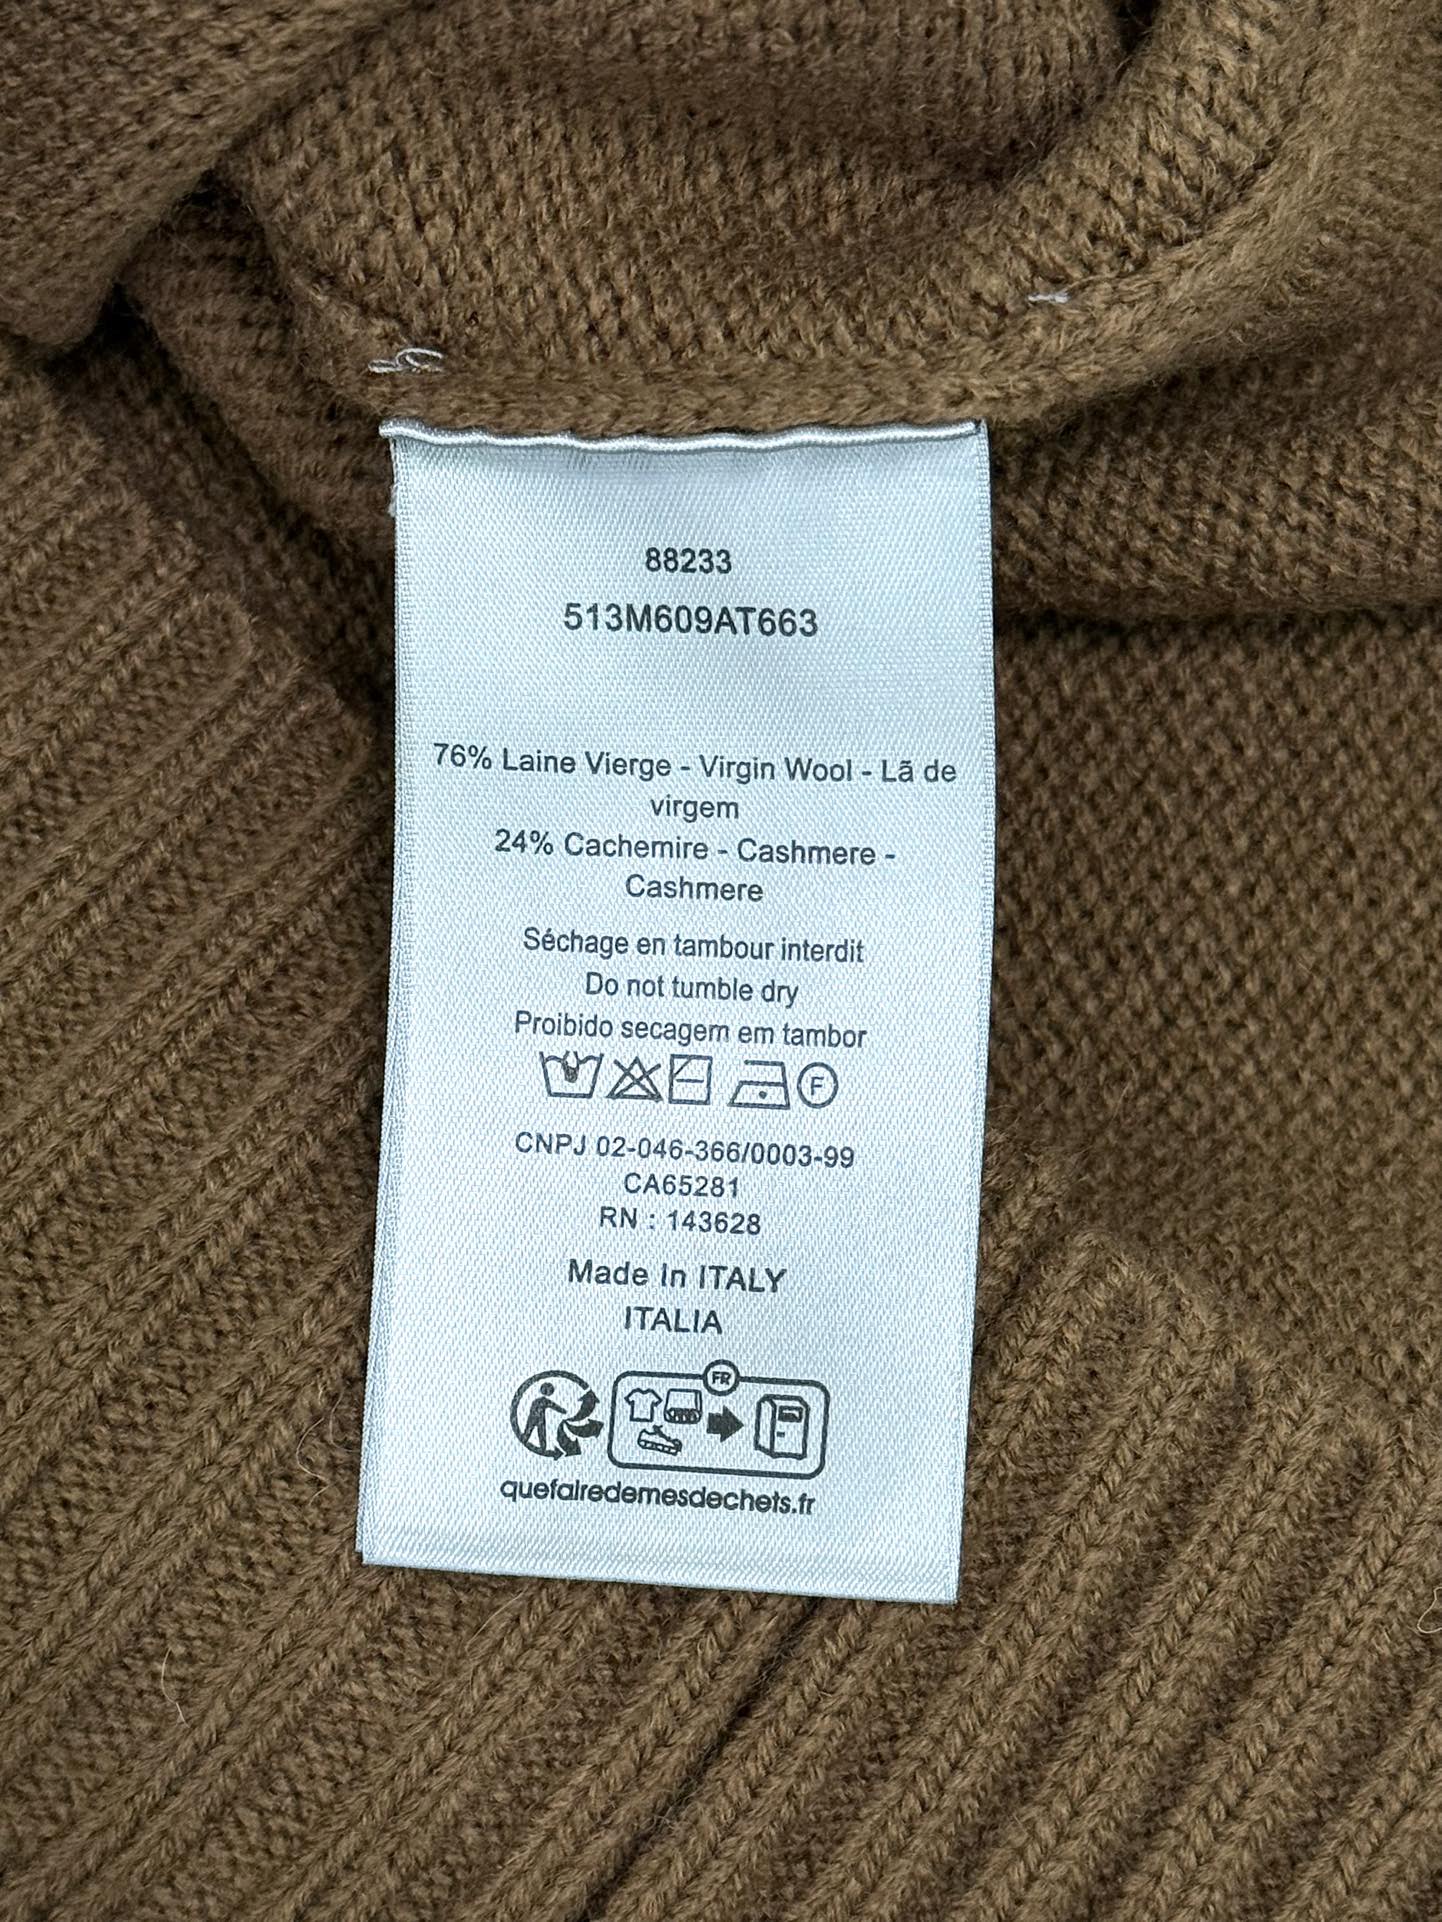 88233
513M609AT663
76% Laine Vierge - Virgin Wool - Lã de
virgem
24% Cachemire - Cashmere -
Cashmere
Séchage en tambour interdit
Do not tumble dry
Proibido secagem em tambor
F
CNPJ 02-046-366/0003-99
CA65281
RN : 143628
Made In ITALY
ITALIA
FR
quefairedemesdechets.fr